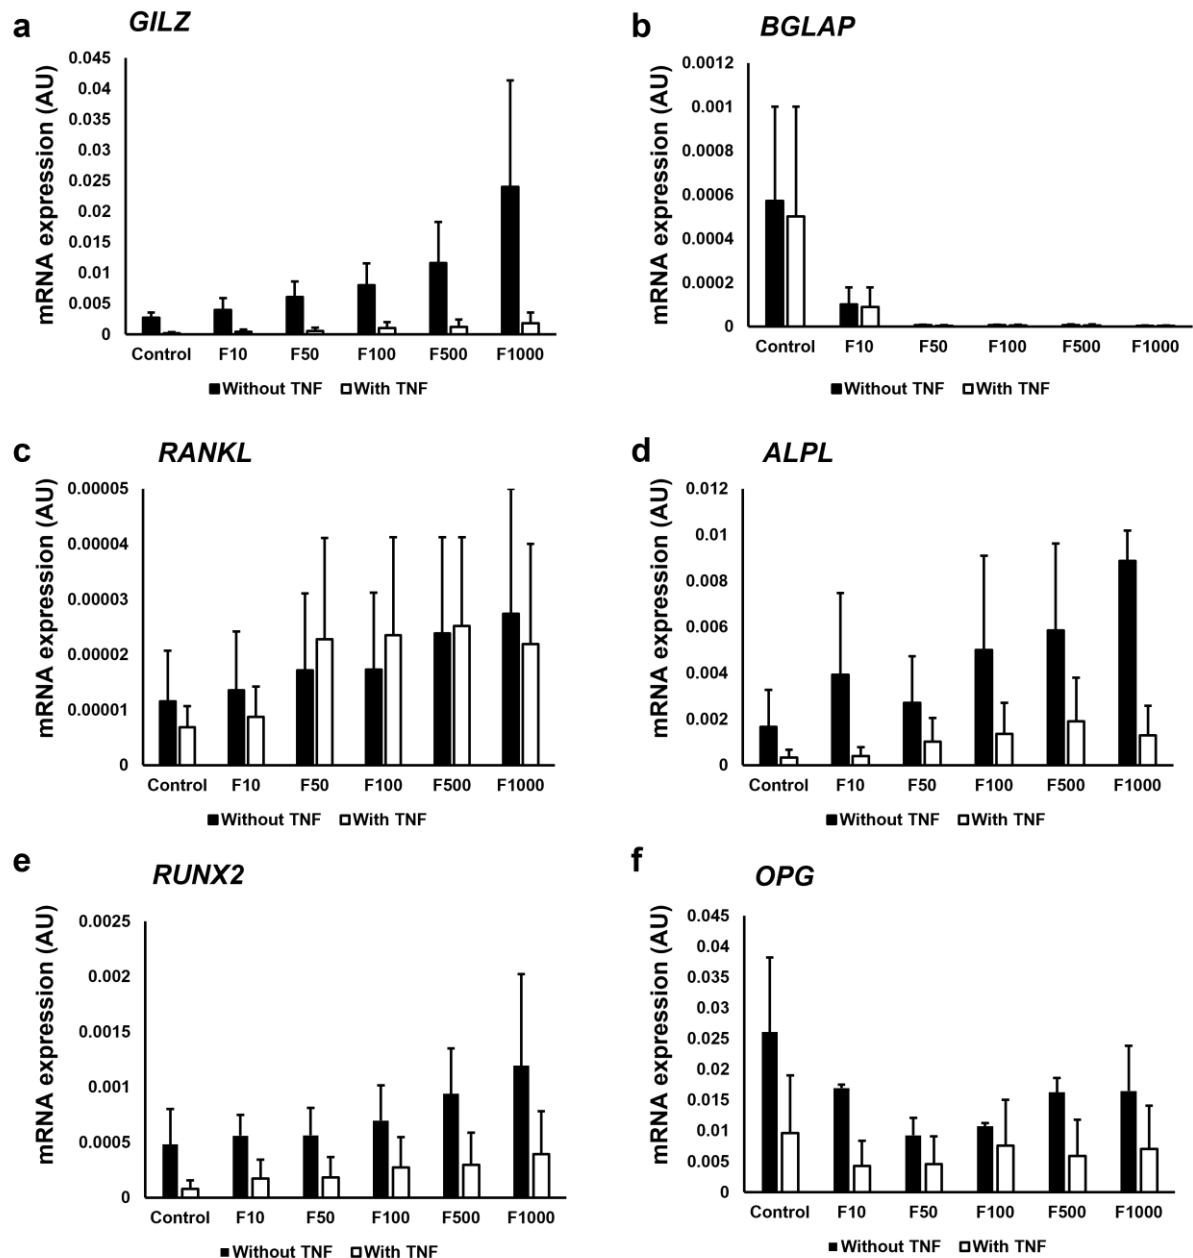 a GILZ
mRNA expression (AU)
0.045
0.04
0.035
0.03
0.025
0.02
0.015
0.01
0.005
0
Control F10 F50 F100 F500 F1000
Without TNF With TNF
b BGLAP
mRNA expression (AU)
0.0012
0.001
0.0008
0.0006
0.0004
0.0002
0
Control F10 F50 F100 F500 F1000
Without TNF With TNF
c RANKL
mRNA expression (AU)
0.00005
0.00004
0.00003
0.00002
0.00001
0
Control F10 F50 F100 F500 F1000
Without TNF With TNF
d ALPL
mRNA expression (AU)
0.012
0.01
0.008
0.006
0.004
0.002
0
Control F10 F50 F100 F500 F1000
Without TNF With TNF
e RUNX2
mRNA expression (AU)
0.0025
0.002
0.0015
0.001
0.0005
0
Control F10 F50 F100 F500 F1000
Without TNF With TNF
f OPG
mRNA expression (AU)
0.045
0.04
0.035
0.03
0.025
0.02
0.015
0.01
0.005
0
Control F10 F50 F100 F500 F1000
Without TNF With TNF